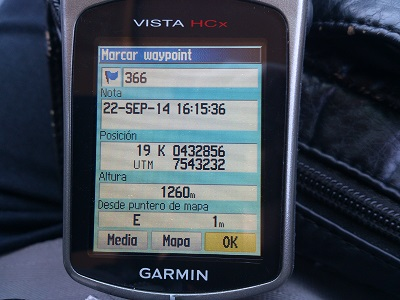 VISTA HCx
Marcar waypoint
366
Nota
22-SEP-14 16:15:36
Posición
19 K 0432856
UTM 7543232
Altura
1260m
Desde puntero de mapa
E 1m
Media Mapa OK
GARMIN